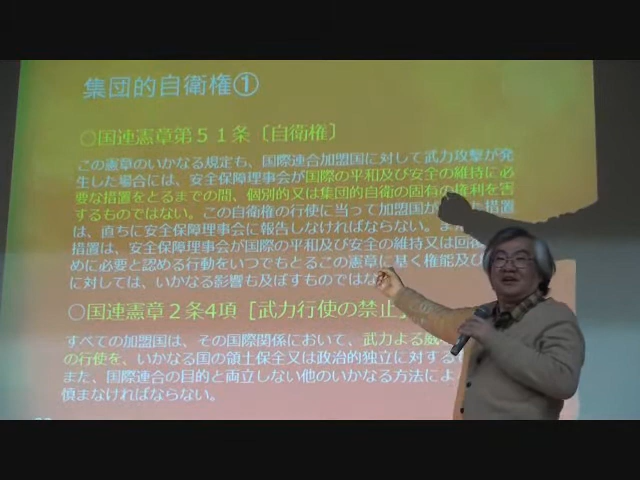 集団的自衛権①
○国連憲章第５１条〔自衛権〕
この憲章のいかなる規定も、国際連合加盟国に対して武力攻撃が発
生した場合には、安全保障理事会が国際の平和及び安全の維持に必
要な措置をとるまでの間、個別的又は集団的自衛の固有の権利を害
するものではない。この自衛権の行使に当って加盟国が
措置
は、直ちに安全保障理事会に報告しなければならない。ま
措置は、安全保障理事会が国際の平和及び安全の維持又は回復
めに必要と認める行動をいつでもとるこの憲章に基く権能及び
に対しては、いかなる影響も及ぼすものではな
○国連憲章２条4項［武力行使の禁止
すべての加盟国は、その国際関係において、武力よる威
の行使を、いかなる国の領土保全又は政治的独立に対する
また、国際連合の目的と両立しない他のいかなる方法によ
慎まなければならない。